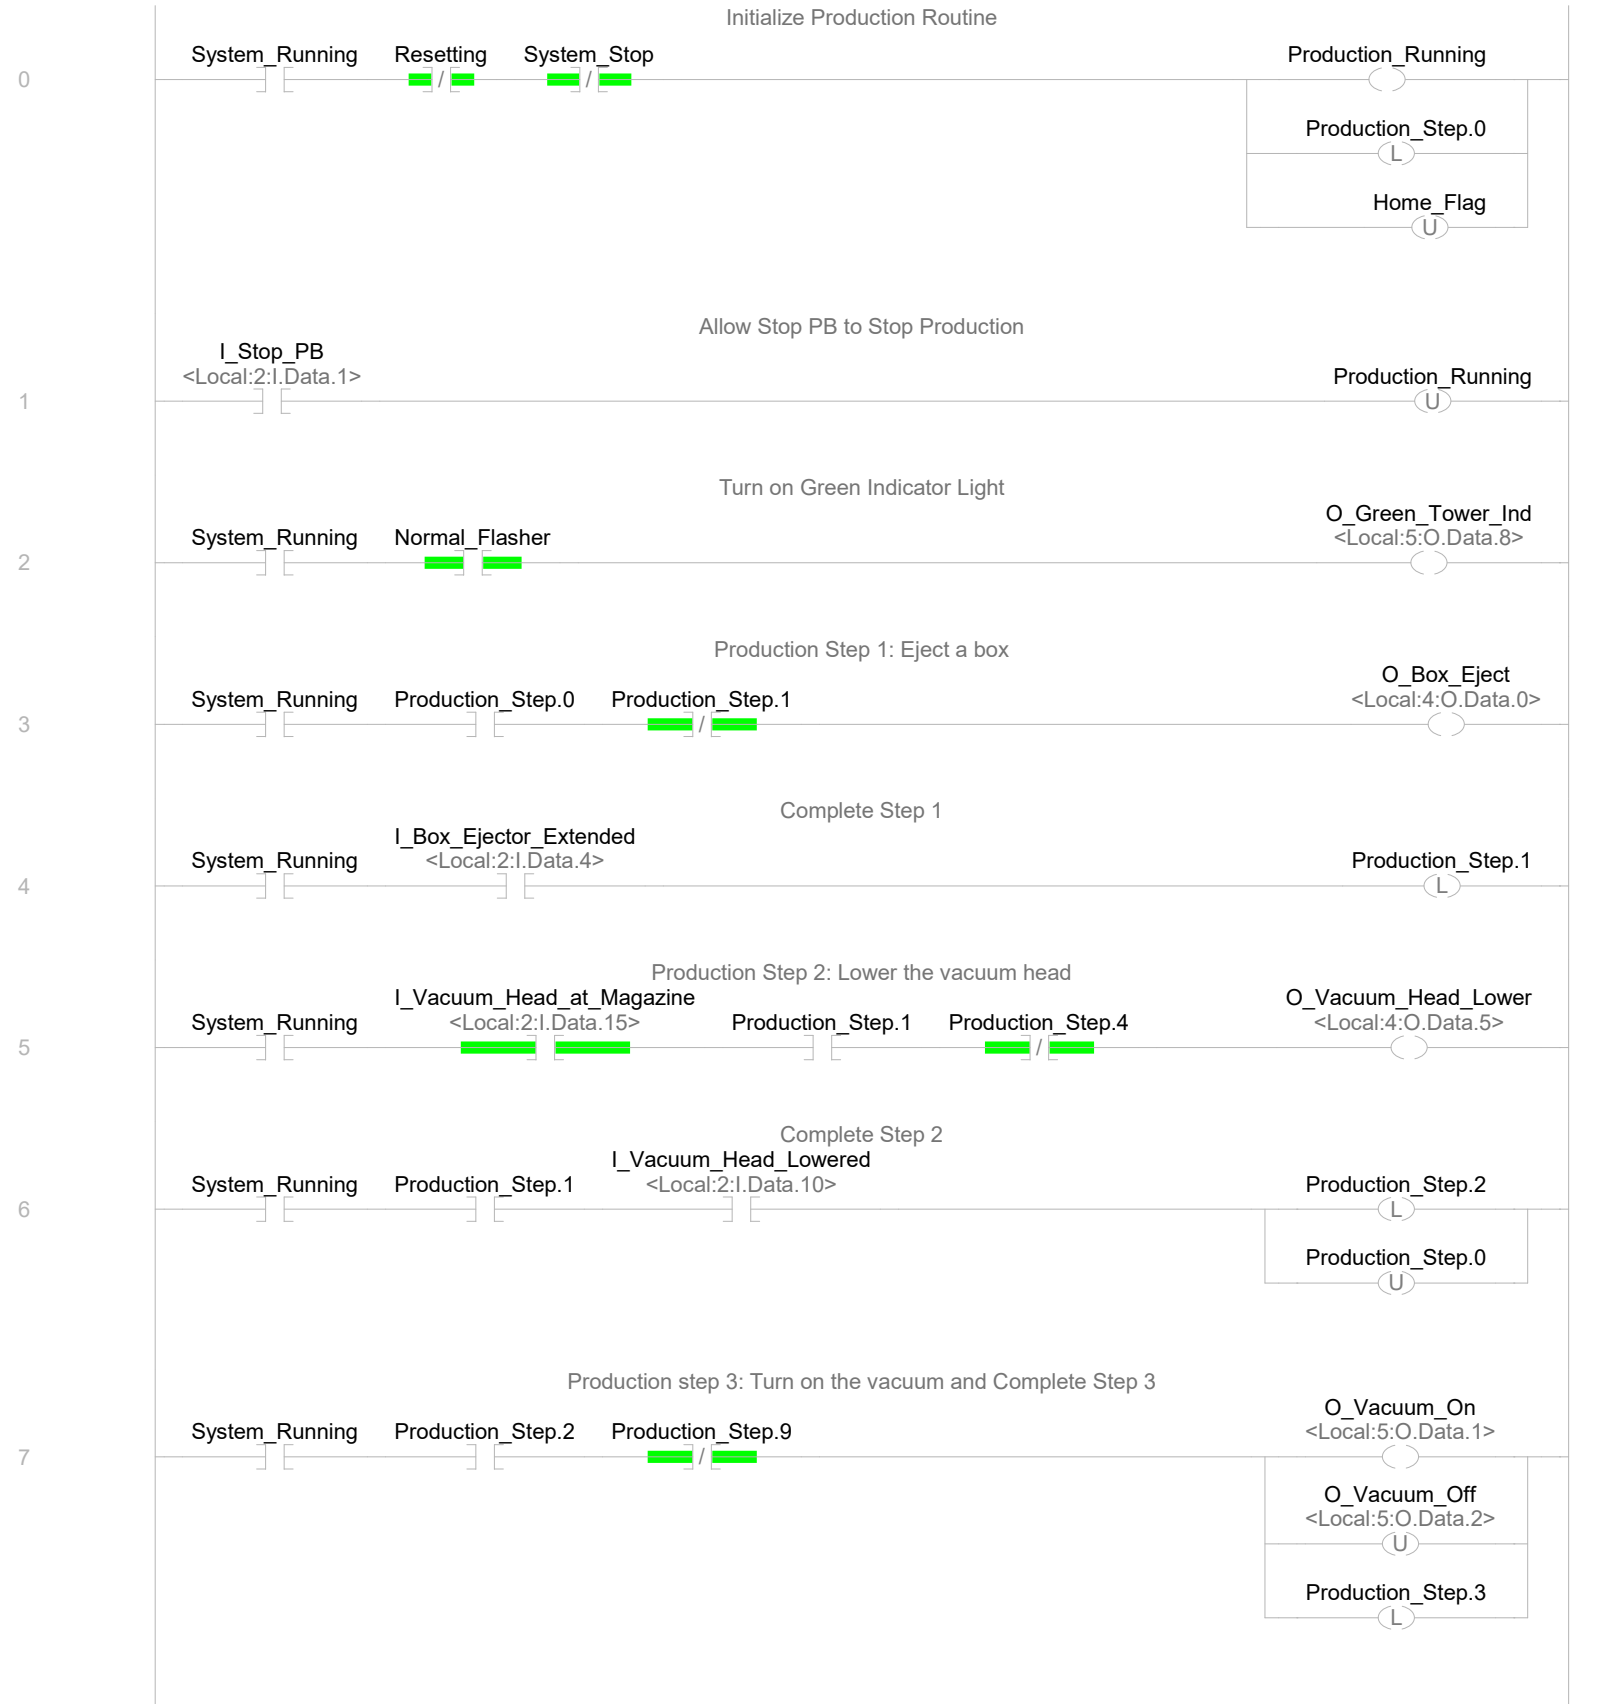 Initialize Production Routine
System_Running Resetting System_Stop Production_Running
0 / /
Production_Step.0
L
Home_Flag
U
Allow Stop PB to Stop Production
I_Stop_PB
<Local:2:I.Data.1> Production_Running
1 U
Turn on Green Indicator Light
O_Green_Tower_Ind
System_Running Normal_Flasher <Local:5:O.Data.8>
2
Production Step 1: Eject a box
O_Box_Eject
System_Running Production_Step.0 Production_Step.1 <Local:4:O.Data.0>
3 /
Complete Step 1
I_Box_Ejector_Extended
System_Running <Local:2:I.Data.4> Production_Step.1
4 L
Production Step 2: Lower the vacuum head
I_Vacuum_Head_at_Magazine O_Vacuum_Head_Lower
System_Running <Local:2:I.Data.15> Production_Step.1 Production_Step.4 <Local:4:O.Data.5>
5 /
Complete Step 2
I_Vacuum_Head_Lowered
System_Running Production_Step.1 <Local:2:I.Data.10> Production_Step.2
6 L
Production_Step.0
U
Production step 3: Turn on the vacuum and Complete Step 3
O_Vacuum_On
System_Running Production_Step.2 Production_Step.9 <Local:5:O.Data.1>
7 /
O_Vacuum_Off
<Local:5:O.Data.2>
U
Production_Step.3
L